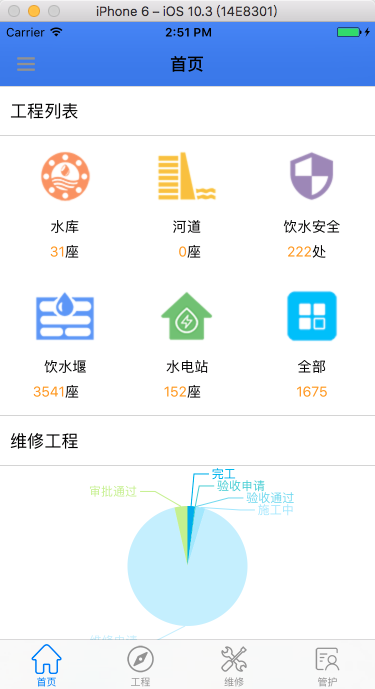 iPhone 6 – iOS 10.3 (14E8301)
Carrier 2:51 PM
首页
工程列表
水库 河道 饮水安全
31座 0座 222处
饮水堰 水电站 全部
3541座 152座 1675
维修工程
完工
审批通过 验收申请
验收通过
施工中
维修申请
首页 工程 维修 管护